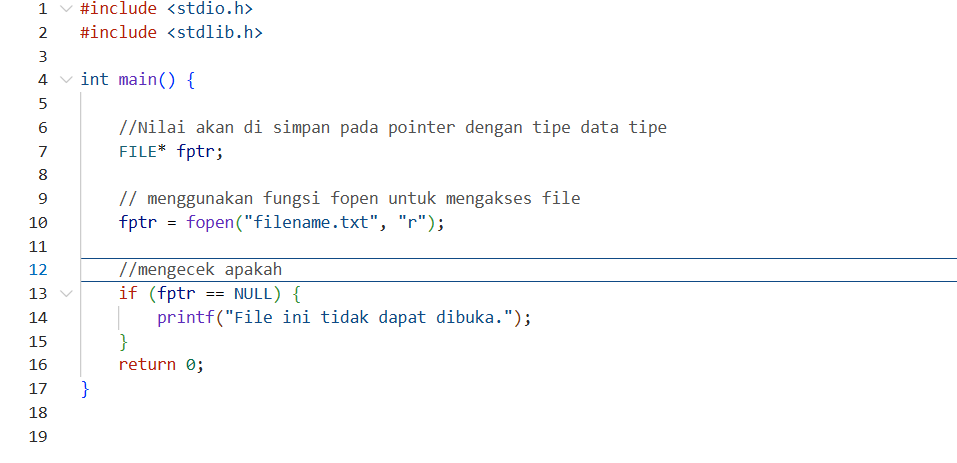 1 #include <stdio.h>
2 #include <stdlib.h>
3
4 int main() {
5
6 //Nilai akan di simpan pada pointer dengan tipe data tipe
7 FILE* fptr;
8
9 // menggunakan fungsi fopen untuk mengakses file
10 fptr = fopen("filename.txt", "r");
11
12 //mengecek apakah
13 if (fptr == NULL) {
14 printf("File ini tidak dapat dibuka.");
15 }
16 return 0;
17 }
18
19